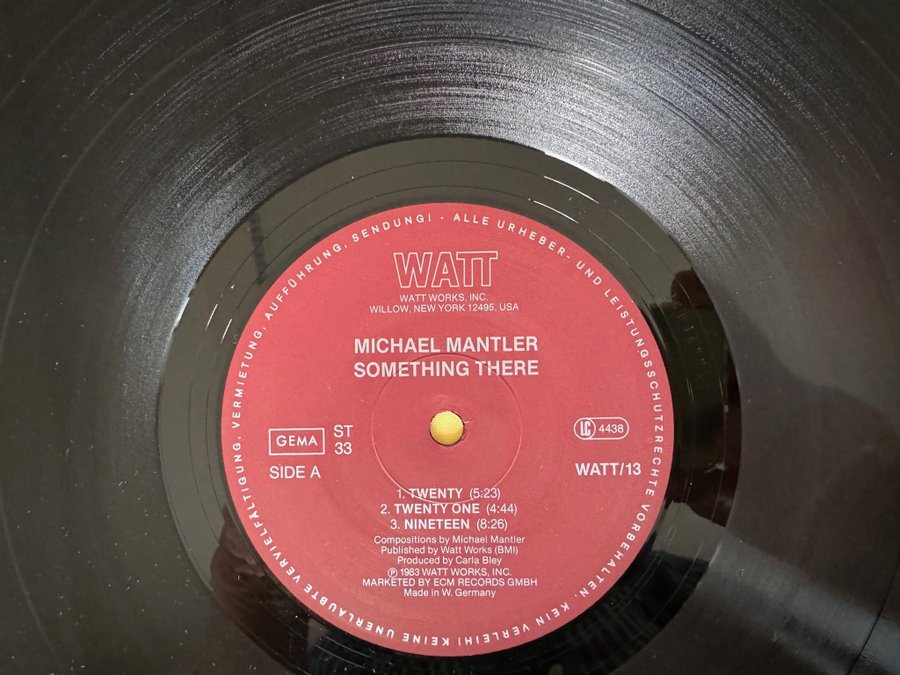 WATT
WATT WORKS, INC.
WILLOW, NEW YORK 12495, USA
MICHAEL MANTLER
SOMETHING THERE
GEMA
ST
33
LC 4438
SIDE A
WATT/13
1. TWENTY (5:23)
2. TWENTY ONE (4:44)
3. NINETEEN (8:26)
Compositions by Michael Mantler
Published by Watt Works (BMI)
Produced by Carla Bley
℗ 1983 WATT WORKS, INC.
MARKETED BY ECM RECORDS GMBH
Made in W. Germany
ALLE URHEBER- UND LEISTUNGSSCHUTZRECHTE VORBEHALTEN. KEIN VERLEIH! KEINE UNERLAUBTE VERVIELFÄLTIGUNG, VERMIETUNG, AUFFÜHRUNG, SENDUNG! ·